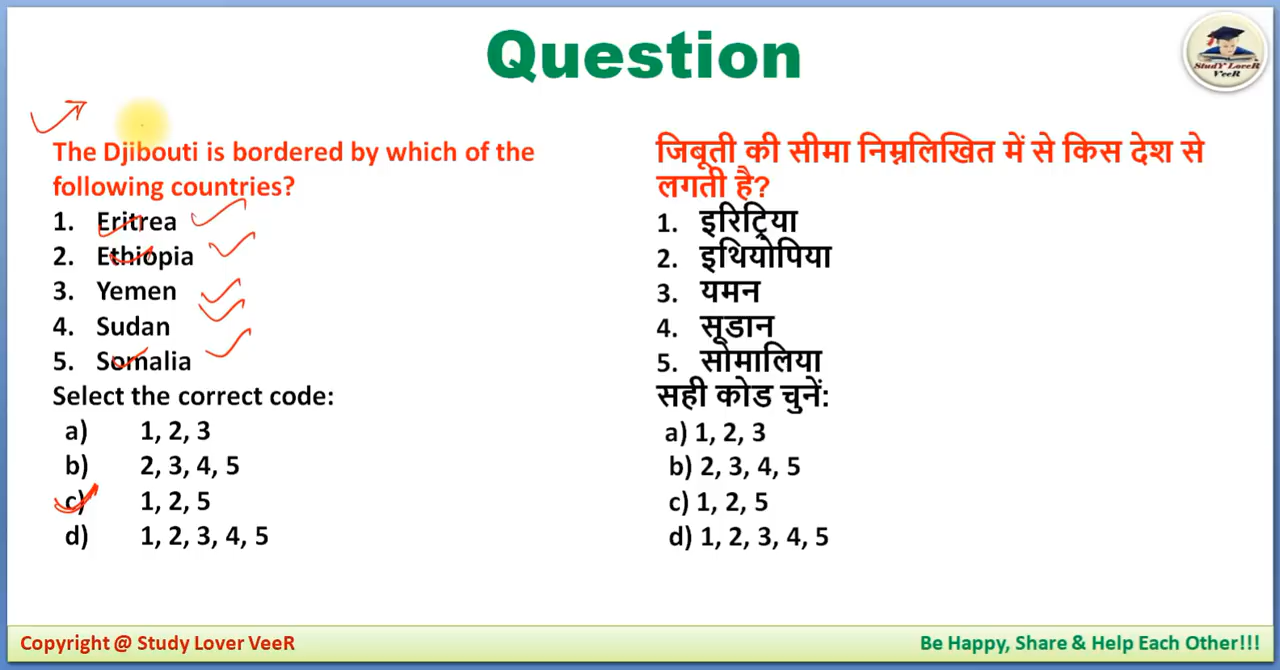 Question
StudY LoveR
VeeR
The Djibouti is bordered by which of the
following countries?
1. Eritrea
2. Ethiopia
3. Yemen
4. Sudan
5. Somalia
Select the correct code:
a) 1, 2, 3
b) 2, 3, 4, 5
c) 1, 2, 5
d) 1, 2, 3, 4, 5
जिबूती की सीमा निम्नलिखित में से किस देश से
लगती है?
1. इरिट्रिया
2. इथियोपिया
3. यमन
4. सूडान
5. सोमालिया
सही कोड चुनें:
a) 1, 2, 3
b) 2, 3, 4, 5
c) 1, 2, 5
d) 1, 2, 3, 4, 5
Copyright @ Study Lover VeeR
Be Happy, Share & Help Each Other!!!